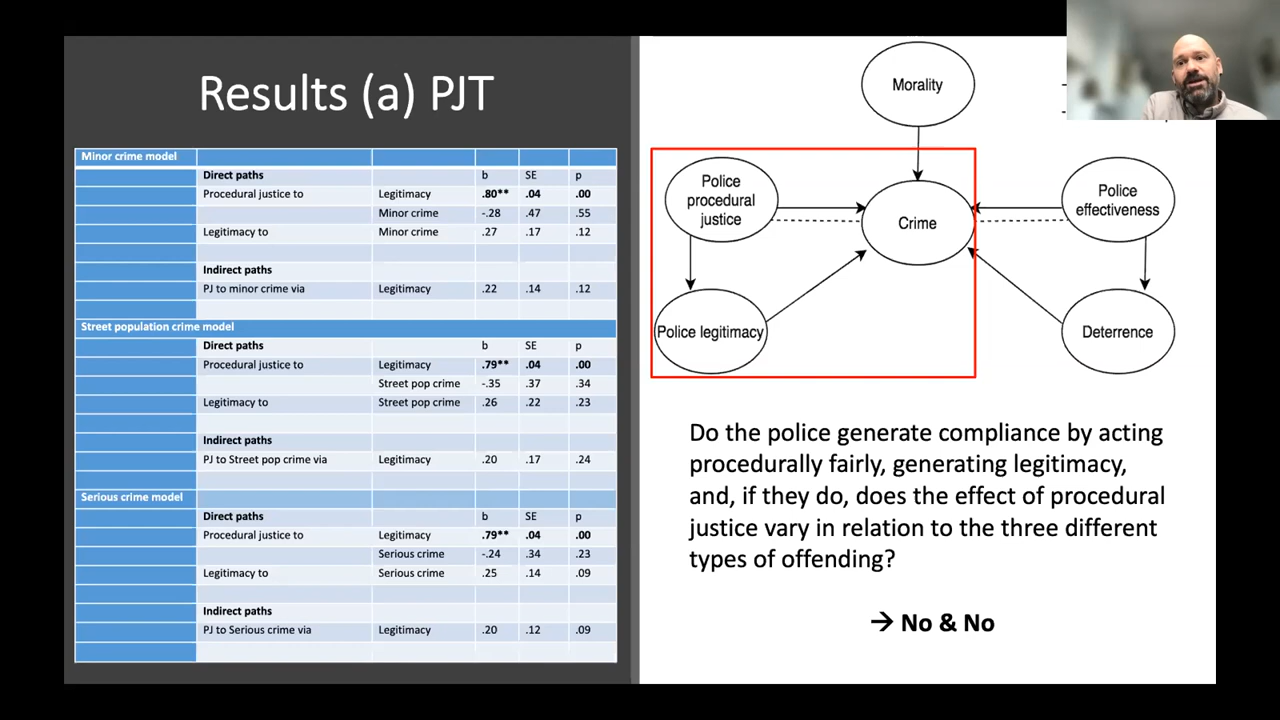 Results (a) PJT
Minor crime model
Direct paths b SE p
Procedural justice to Legitimacy .80** .04 .00
Minor crime -.28 .47 .55
Legitimacy to Minor crime .27 .17 .12
Indirect paths
PJ to minor crime via Legitimacy .22 .14 .12
Street population crime model
Direct paths b SE p
Procedural justice to Legitimacy .79** .04 .00
Street pop crime -.35 .37 .34
Legitimacy to Street pop crime .26 .22 .23
Indirect paths
PJ to Street pop crime via Legitimacy .20 .17 .24
Serious crime model
Direct paths b SE p
Procedural justice to Legitimacy .79** .04 .00
Serious crime -.24 .34 .23
Legitimacy to Serious crime .25 .14 .09
Indirect paths
PJ to Serious crime via Legitimacy .20 .12 .09
Morality
Police
procedural
justice
Crime
Police
effectiveness
Police legitimacy
Deterrence
Do the police generate compliance by acting
procedurally fairly, generating legitimacy,
and, if they do, does the effect of procedural
justice vary in relation to the three different
types of offending?
→ No & No